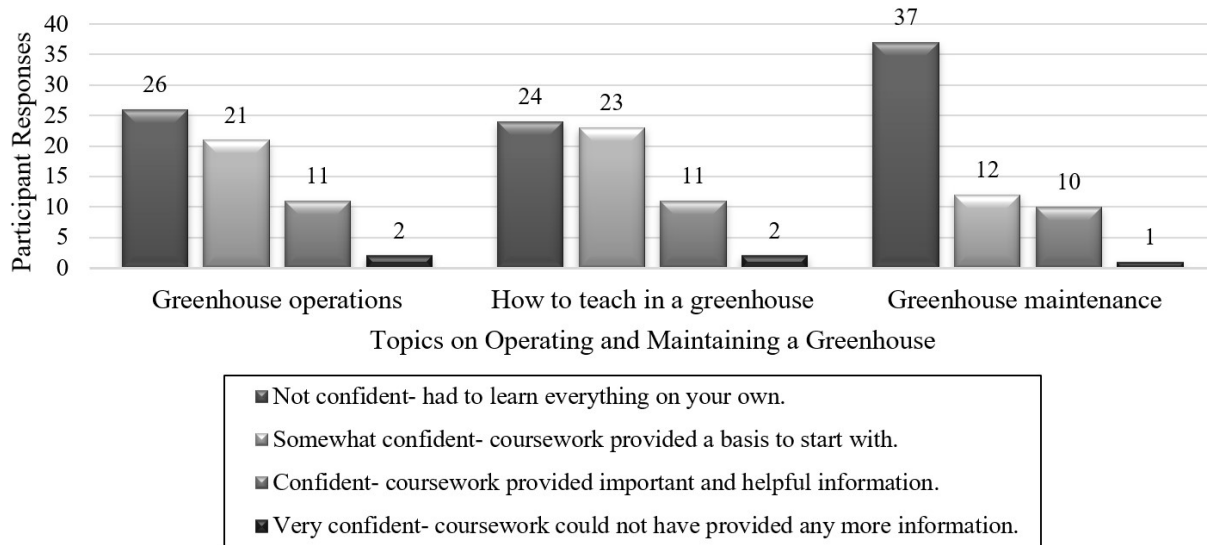 Participant Responses
40
35
30
25
20
15
10
5
0
26
21
11
2
24
23
11
2
37
12
10
1
Greenhouse operations
How to teach in a greenhouse
Greenhouse maintenance
Topics on Operating and Maintaining a Greenhouse
Not confident- had to learn everything on your own.
Somewhat confident- coursework provided a basis to start with.
Confident- coursework provided important and helpful information.
Very confident- coursework could not have provided any more information.